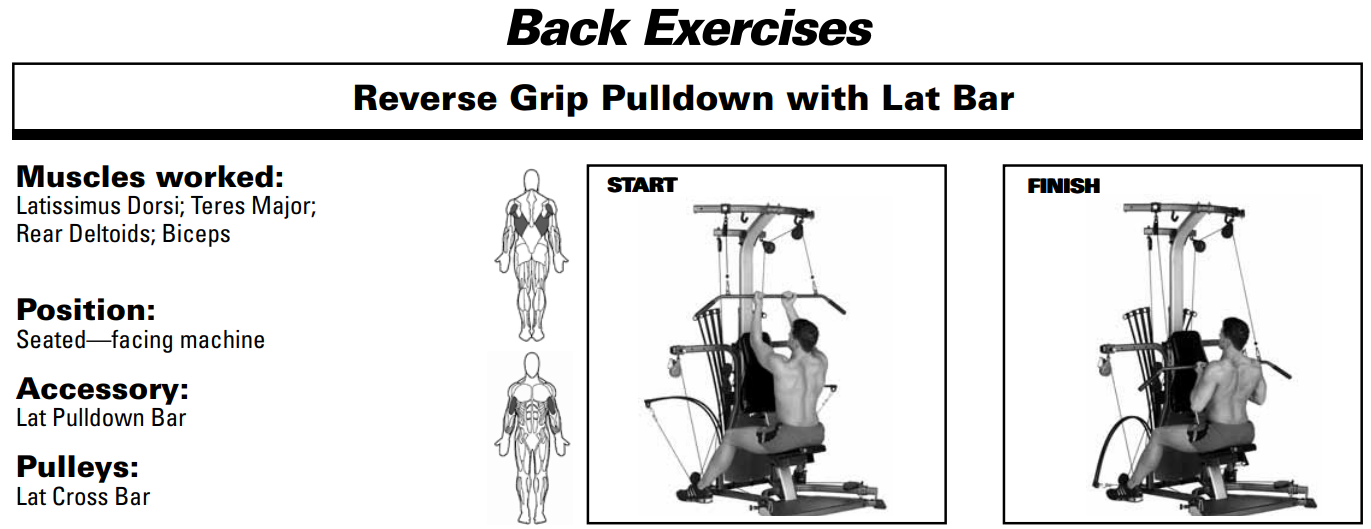 Back Exercises
Reverse Grip Pulldown with Lat Bar
Muscles worked:
Latissimus Dorsi; Teres Major;
Rear Deltoids; Biceps
Position:
Seated—facing machine
Accessory:
Lat Pulldown Bar
Pulleys:
Lat Cross Bar
START
FINISH